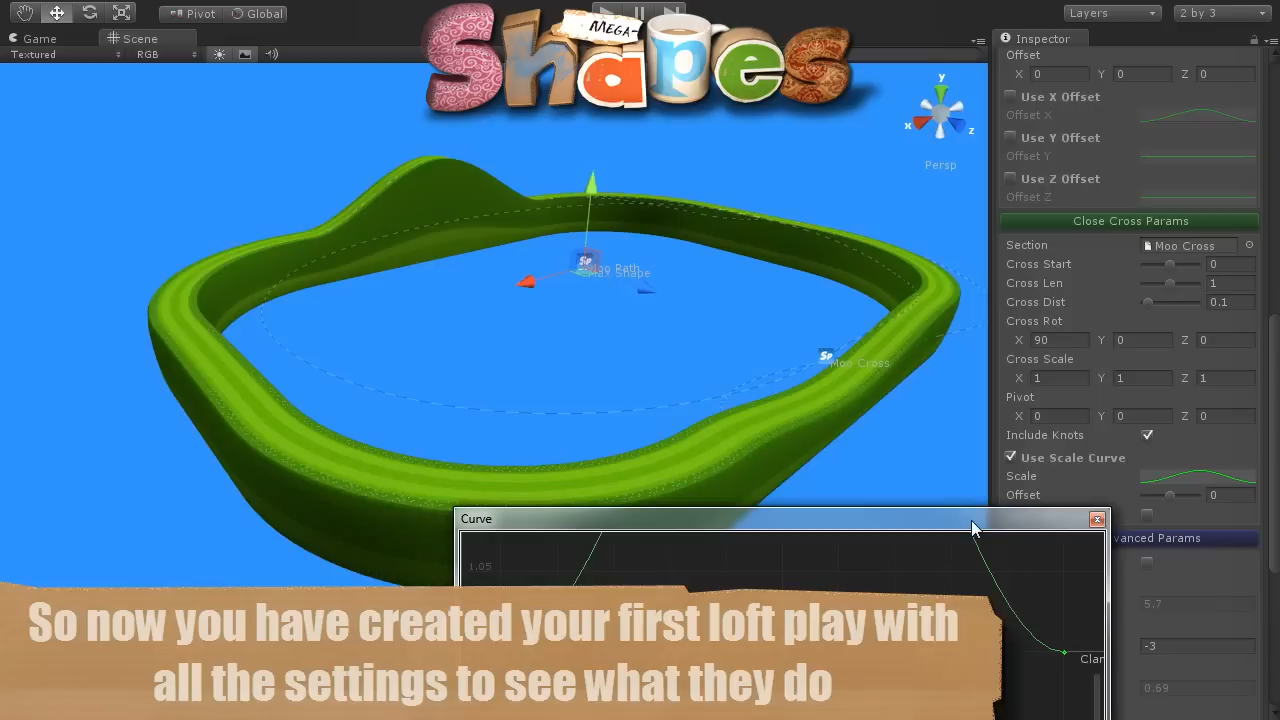 Pivot Global
Layers
2 by 3
Game
Scene
Textured
RGB
MEGA-
Shapes
Inspector
Offset
X 0 Y 0 Z 0
Use X Offset
Offset X
Use Y Offset
Offset Y
Use Z Offset
Offset Z
Close Cross Params
Section Moo Cross
Cross Start 0
Cross Len 1
Cross Dist 0.1
Cross Rot
X 90 Y 0 Z 0
Cross Scale
X 1 Y 1 Z 1
Pivot
X 0 Y 0 Z 0
Include Knots
Use Scale Curve
Scale
Offset 0
vanced Params
5.7
-3
0.69
y
x
z
Persp
Sp
Moo Path
Shape
Sp
Moo Cross
Curve
1.05
Clan
So now you have created your first loft play with
all the settings to see what they do